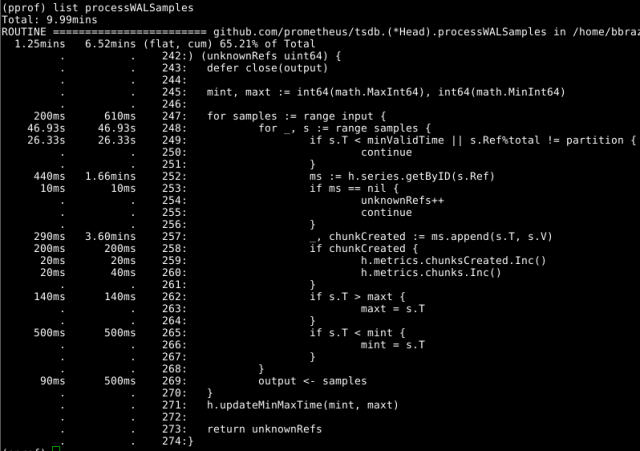 (pprof) list processWALSamples
Total: 9.99mins
ROUTINE ======================== github.com/prometheus/tsdb.(*Head).processWALSamples in /home/bbraz
1.25mins 6.52mins (flat, cum) 65.21% of Total
. . 242:) (unknownRefs uint64) {
. . 243: defer close(output)
. . 244:
. . 245: mint, maxt := int64(math.MaxInt64), int64(math.MinInt64)
. . 246:
200ms 610ms 247: for samples := range input {
46.93s 46.93s 248: for _, s := range samples {
26.33s 26.33s 249: if s.T < minValidTime || s.Ref%total != partition {
. . 250: continue
. . 251: }
440ms 1.66mins 252: ms := h.series.getByID(s.Ref)
10ms 10ms 253: if ms == nil {
. . 254: unknownRefs++
. . 255: continue
. . 256: }
290ms 3.60mins 257: _, chunkCreated := ms.append(s.T, s.V)
200ms 200ms 258: if chunkCreated {
20ms 20ms 259: h.metrics.chunksCreated.Inc()
20ms 40ms 260: h.metrics.chunks.Inc()
. . 261: }
140ms 140ms 262: if s.T > maxt {
. . 263: maxt = s.T
. . 264: }
500ms 500ms 265: if s.T < mint {
. . 266: mint = s.T
. . 267: }
. . 268: }
90ms 500ms 269: output <- samples
. . 270: }
. . 271: h.updateMinMaxTime(mint, maxt)
. . 272:
. . 273: return unknownRefs
. . 274:}
(pprof)